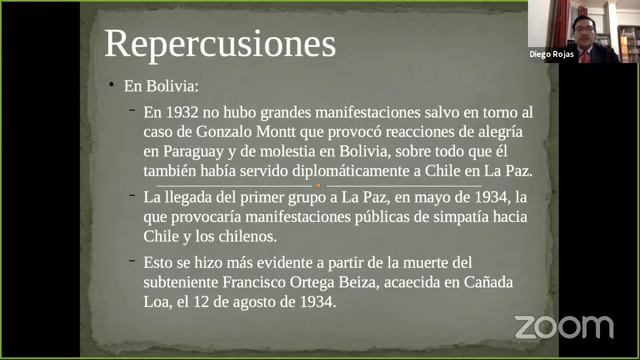 Repercusiones
Diego Rojas
• En Bolivia:
– En 1932 no hubo grandes manifestaciones salvo en torno al
caso de Gonzalo Montt que provocó reacciones de alegría
en Paraguay y de molestia en Bolivia, sobre todo que él
también había servido diplomáticamente a Chile en La Paz.
– La llegada del primer grupo a La Paz, en mayo de 1934, la
que provocaría manifestaciones públicas de simpatía hacia
Chile y los chilenos.
– Esto se hizo más evidente a partir de la muerte del
subteniente Francisco Ortega Beiza, acaecida en Cañada
Loa, el 12 de agosto de 1934.
zoom